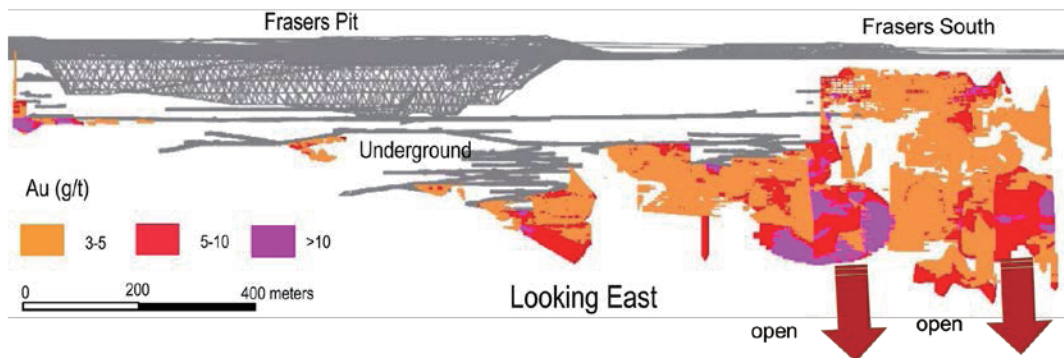 Frasers Pit
Frasers South
Underground
Au (g/t)
3-5
5-10
>10
0 200 400 meters
Looking East
open
open